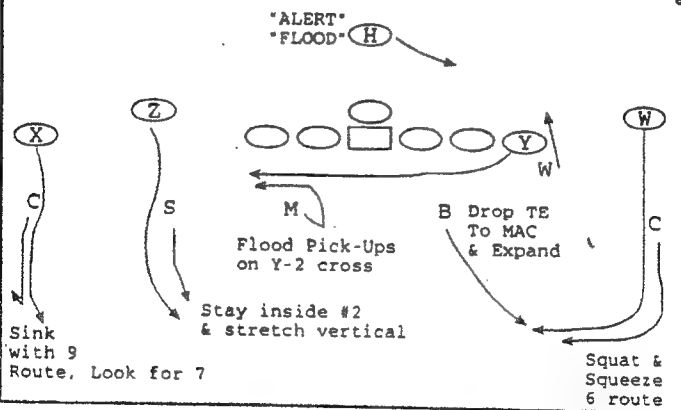 "ALERT"
"FLOOD" H
X Z Y W
W
C S M B C
Drop TE
To MAC
& Expand
Flood Pick-Ups
on Y-2 cross
Stay inside #2
& stretch vertical
Sink
with 9
Route, Look for 7
Squat &
Squeeze
6 route